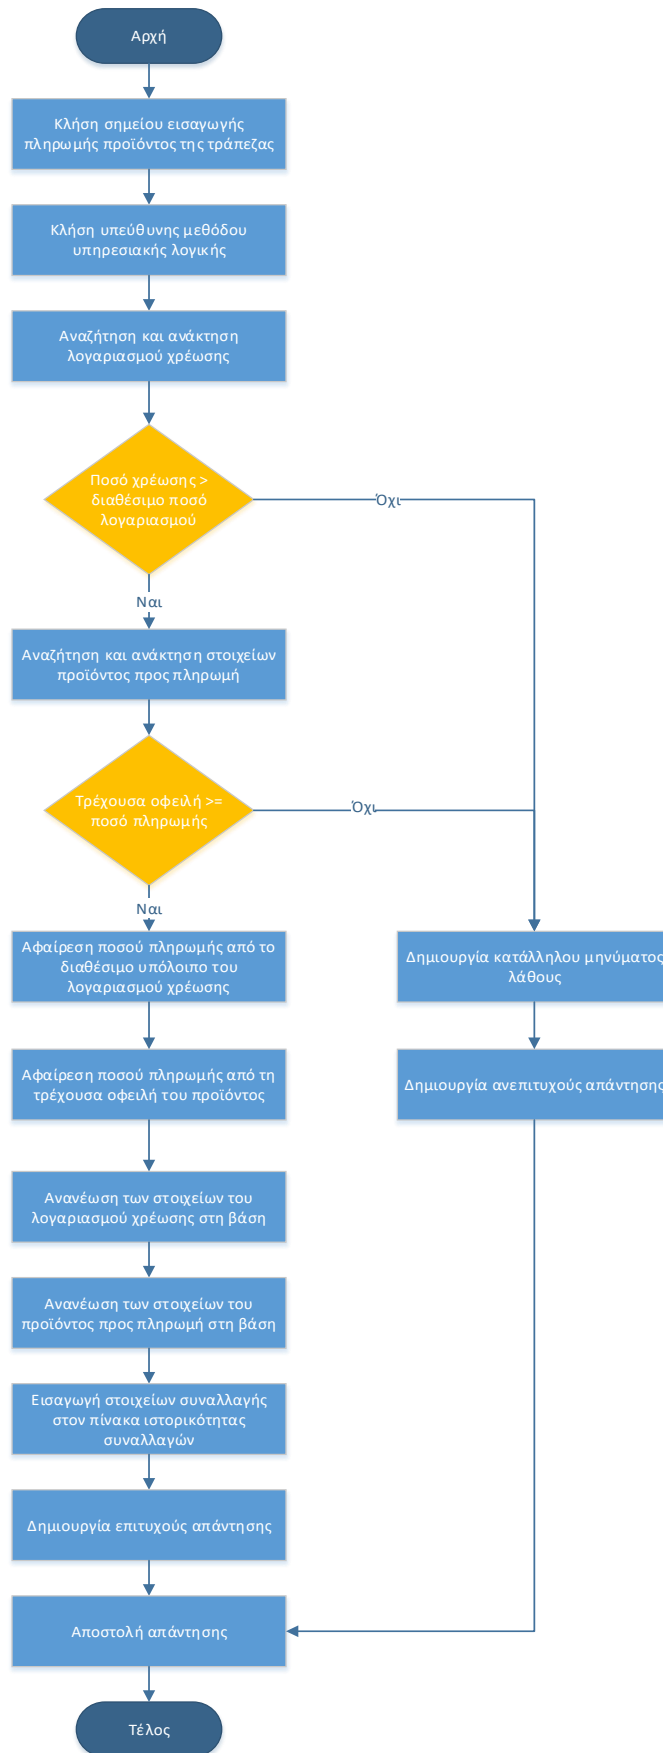 Αρχή
Κλήση σημείου εισαγωγής
πληρωμής προϊόντος της τράπεζας
Κλήση υπεύθυνης μεθόδου
υπηρεσιακής λογικής
Αναζήτηση και ανάκτηση
λογαριασμού χρέωσης
Ποσό χρέωσης >
διαθέσιμο ποσό
λογαριασμού
Όχι
Ναι
Αναζήτηση και ανάκτηση στοιχείων
προϊόντος προς πληρωμή
Τρέχουσα οφειλή >=
ποσό πληρωμής
Όχι
Ναι
Αφαίρεση ποσού πληρωμής από το
διαθέσιμο υπόλοιπο του
λογαριασμού χρέωσης
Δημιουργία κατάλληλου μηνύματος
λάθους
Αφαίρεση ποσού πληρωμής από τη
τρέχουσα οφειλή του προϊόντος
Δημιουργία ανεπιτυχούς απάντησης
Ανανέωση των στοιχείων του
λογαριασμού χρέωσης στη βάση
Ανανέωση των στοιχείων του
προϊόντος προς πληρωμή στη βάση
Εισαγωγή στοιχείων συναλλαγής
στον πίνακα ιστορικότητας
συναλλαγών
Δημιουργία επιτυχούς απάντησης
Αποστολή απάντησης
Τέλος